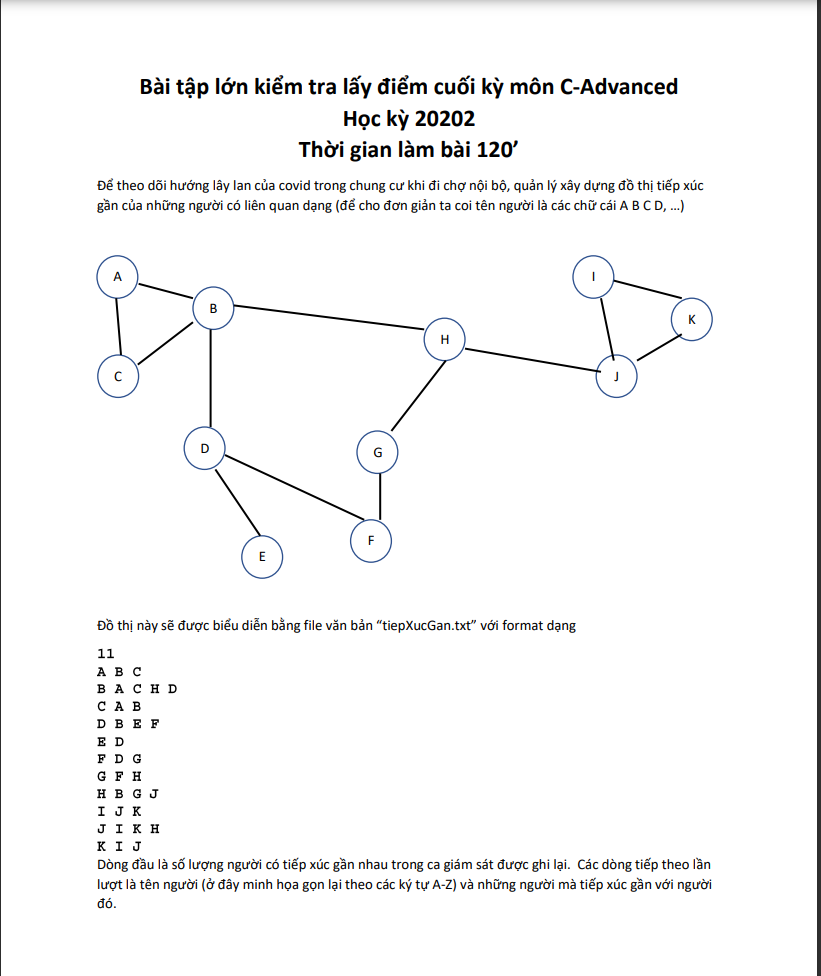 Bài tập lớn kiểm tra lấy điểm cuối kỳ môn C-Advanced
Học kỳ 20202
Thời gian làm bài 120’
Để theo dõi hướng lây lan của covid trong chung cư khi đi chợ nội bộ, quản lý xây dựng đồ thị tiếp xúc
gần của những người có liên quan dạng (để cho đơn giản ta coi tên người là các chữ cái A B C D, …)
A
I
B
K
H
C
J
D
G
F
E
Đồ thị này sẽ được biểu diễn bằng file văn bản “tiepXucGan.txt” với format dạng
11
A B C
B A C H D
C A B
D B E F
E D
F D G
G F H
H B G J
I J K
J I K H
K I J
Dòng đầu là số lượng người có tiếp xúc gần nhau trong ca giám sát được ghi lại. Các dòng tiếp theo lần
lượt là tên người (ở đây minh họa gọn lại theo các ký tự A-Z) và những người mà tiếp xúc gần với người
đó.